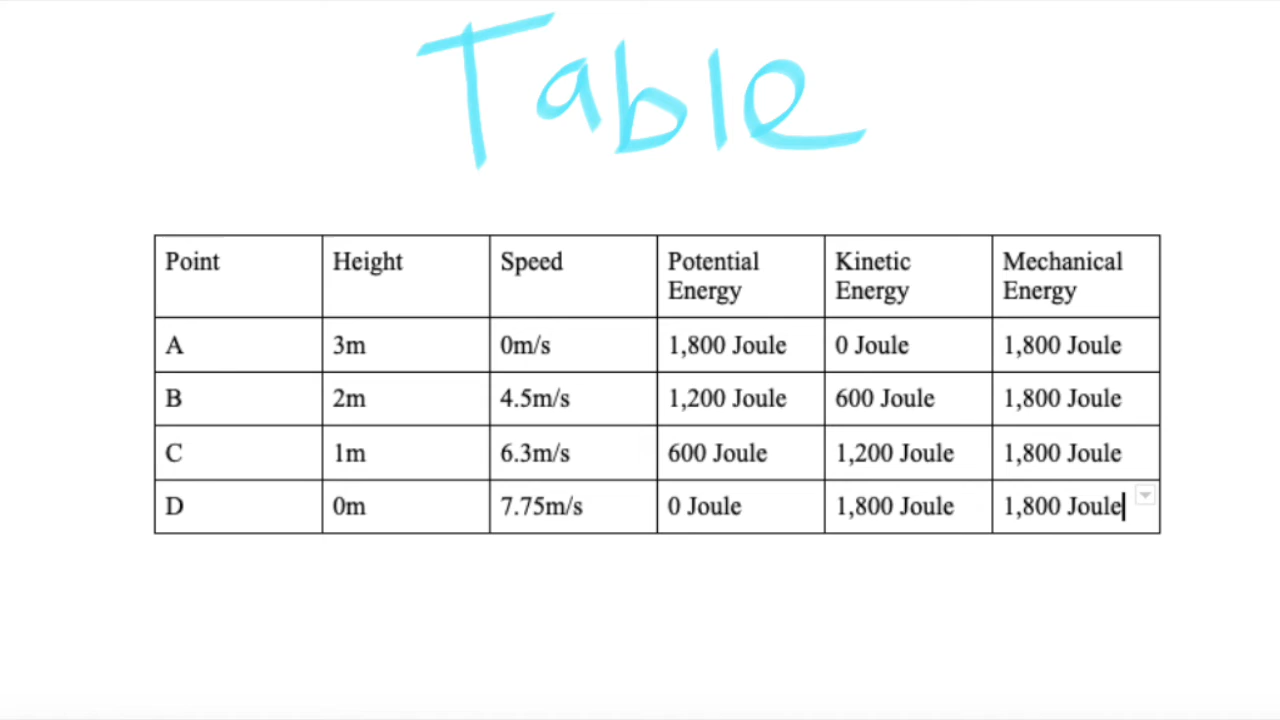 Table
Point Height Speed Potential Energy Kinetic Energy Mechanical Energy
A 3m 0m/s 1,800 Joule 0 Joule 1,800 Joule
B 2m 4.5m/s 1,200 Joule 600 Joule 1,800 Joule
C 1m 6.3m/s 600 Joule 1,200 Joule 1,800 Joule
D 0m 7.75m/s 0 Joule 1,800 Joule 1,800 Joule